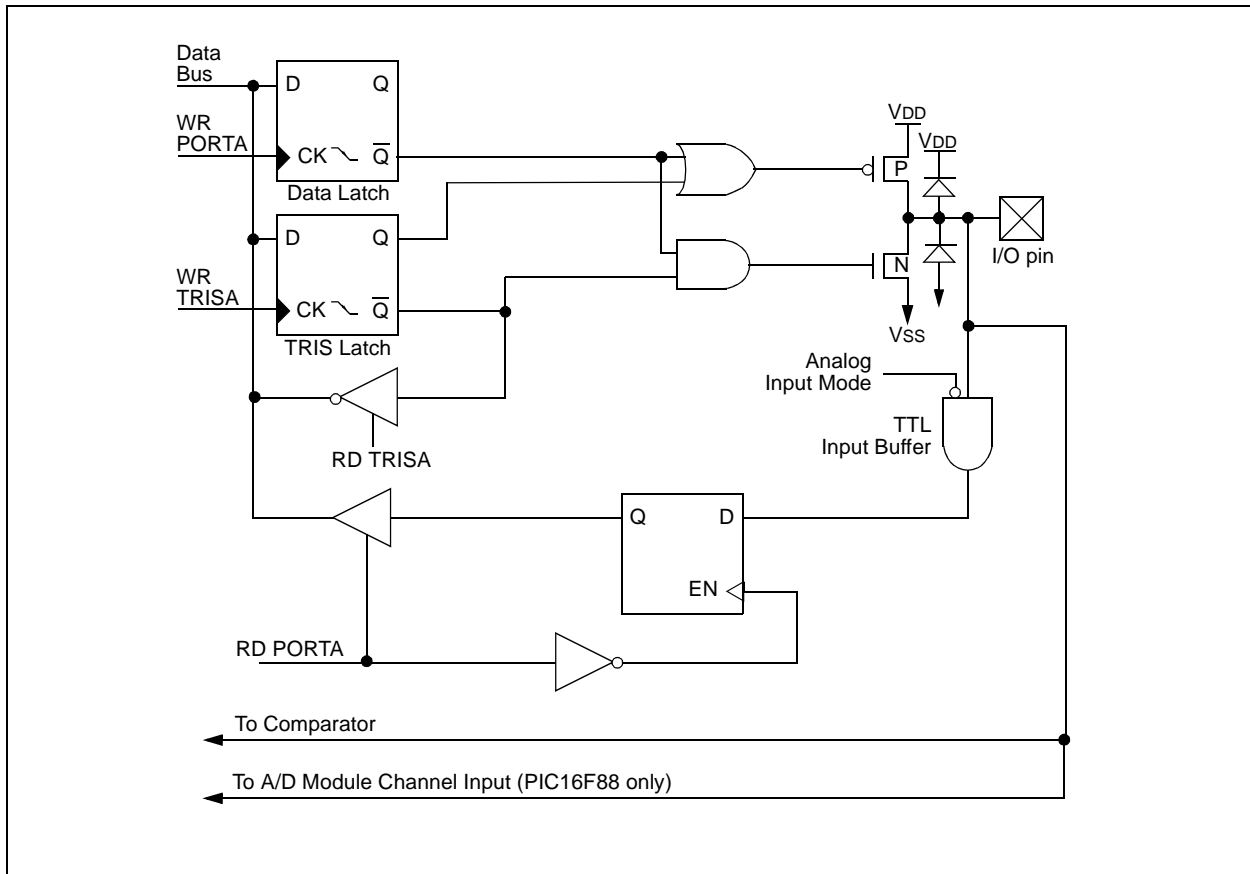 Data
Bus
D Q
WR
PORTA
CK Q̅
Data Latch
VDD
VDD
P
D Q
WR
TRISA
CK Q̅
TRIS Latch
N
I/O pin
VSS
Analog
Input Mode
TTL
Input Buffer
RD TRISA
Q D
EN
RD PORTA
To Comparator
To A/D Module Channel Input (PIC16F88 only)